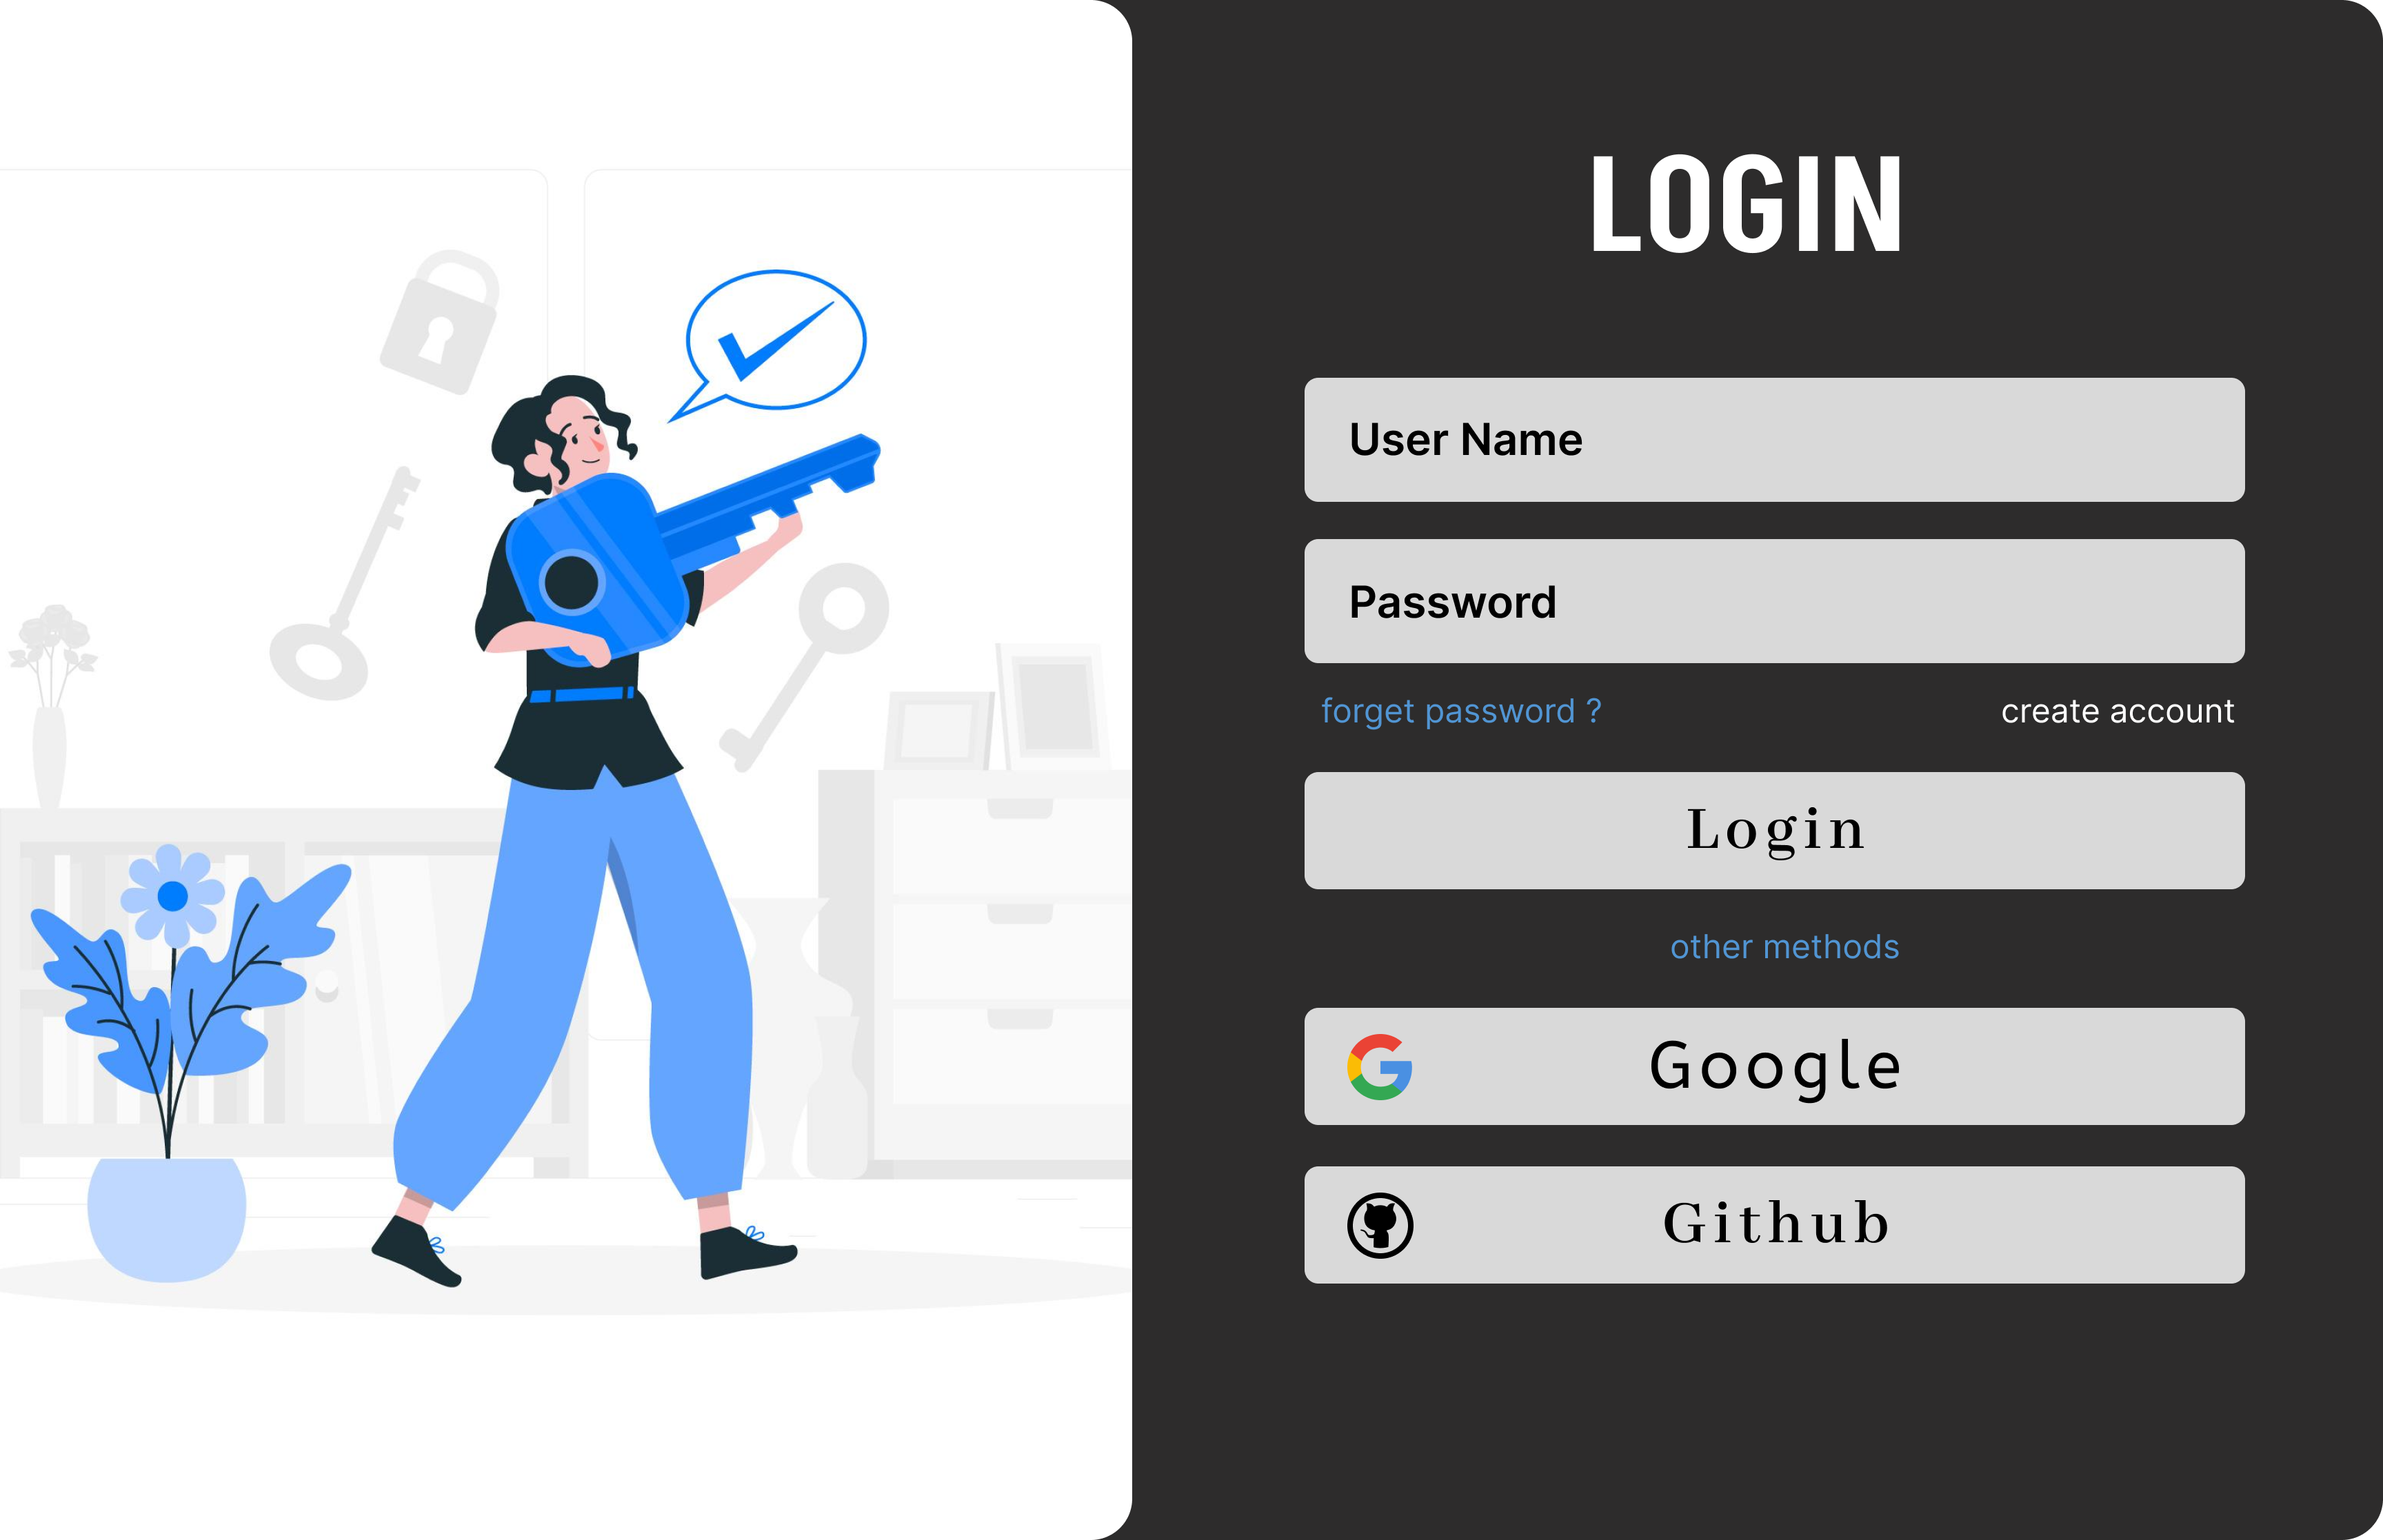 LOGIN
User Name
Password
forget password ?
create account
Login
other methods
Google
Github